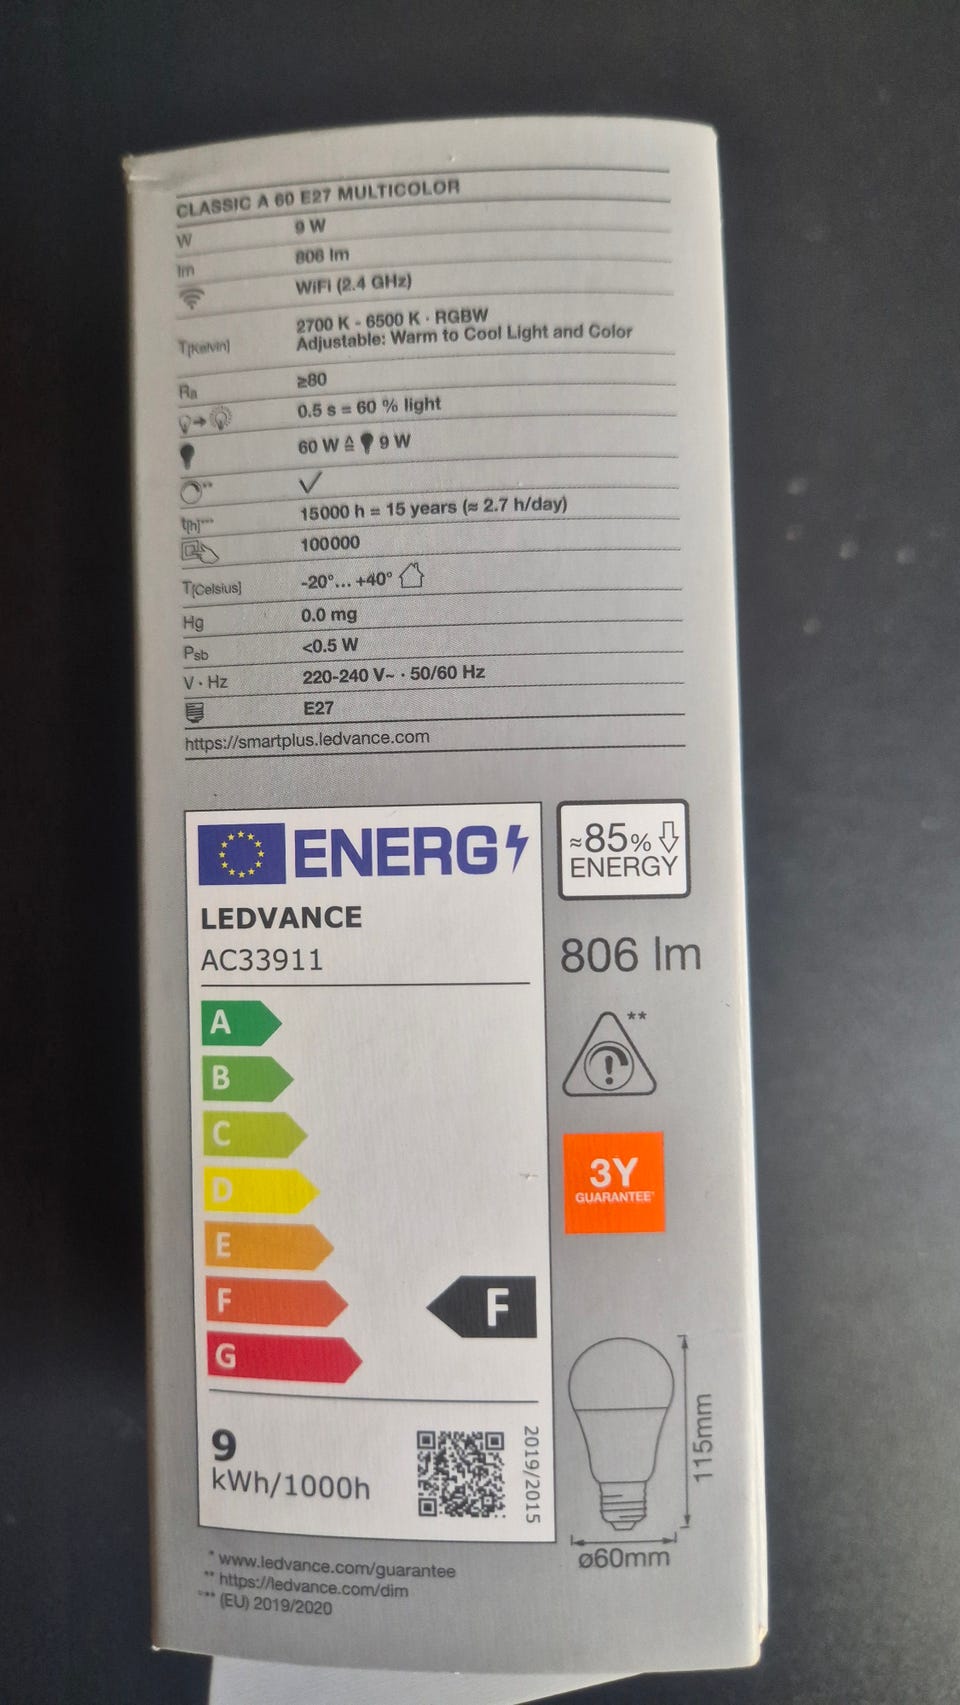 CLASSIC A 60 E27 MULTICOLOR
W 9 W
lm 806 lm
WiFi (2.4 GHz)
2700 K - 6500 K · RGBW
T[Kelvin] Adjustable: Warm to Cool Light and Color
Ra ≥80
0.5 s = 60 % light
60 W ≙ 9 W
** ✓
t[h]*** 15000 h = 15 years (≈ 2.7 h/day)
100000
T[Celsius] -20°... +40°
Hg 0.0 mg
Psb <0.5 W
V · Hz 220-240 V~ · 50/60 Hz
E27
https://smartplus.ledvance.com
ENERG
LEDVANCE
AC33911
A
B
C
D
E
F
G
F
9
kWh/1000h
2019/2015
≈85%
ENERGY
806 lm
! **
3Y
GUARANTEE*
115mm
ø60mm
* www.ledvance.com/guarantee
** https://ledvance.com/dim
*** (EU) 2019/2020